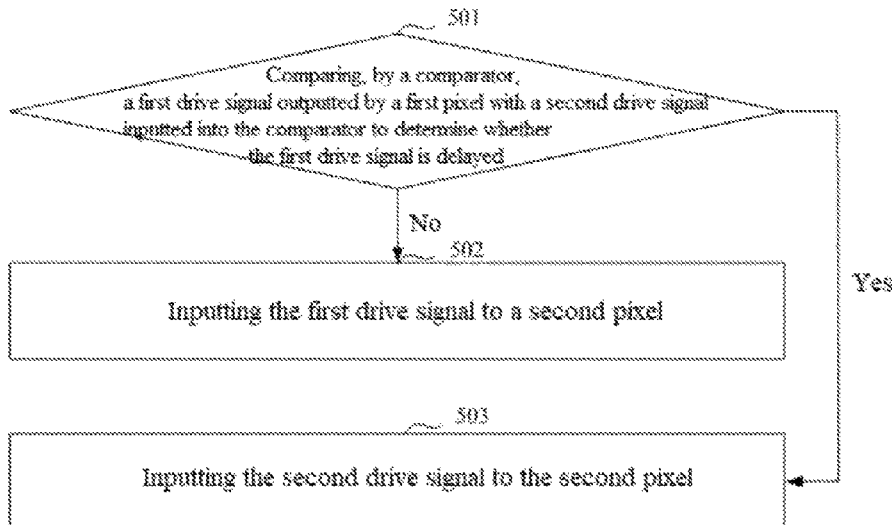 501
Comparing, by a comparator,
a first drive signal outputted by a first pixel with a second drive signal
inputted into the comparator to determine whether
the first drive signal is delayed
No
502
Yes
Inputting the first drive signal to a second pixel
503
Inputting the second drive signal to the second pixel